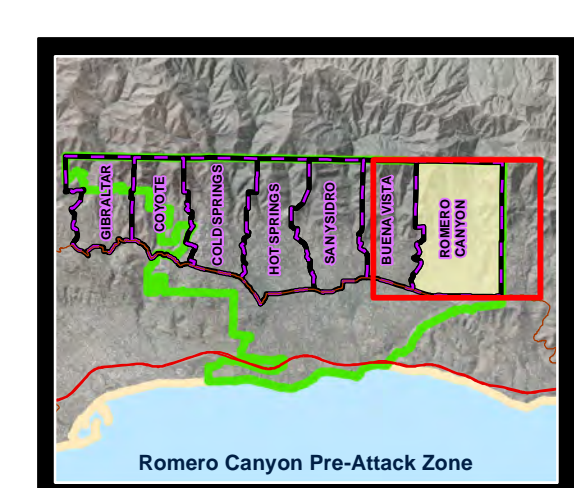 GIBRALTAR
COYOTE
COLD SPRINGS
HOT SPRINGS
SAN YSIDRO
BUENA VISTA
ROMERO
CANYON
Romero Canyon Pre-Attack Zone